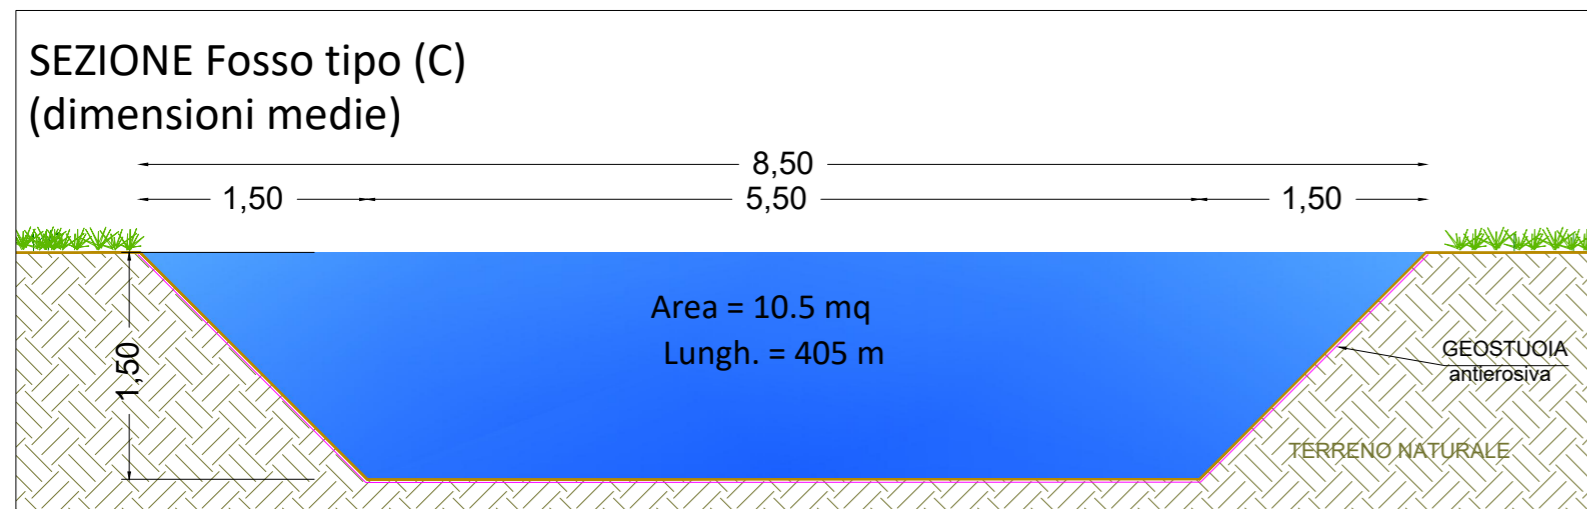 SEZIONE Fosso tipo (C)
(dimensioni medie)
8,50
1,50 5,50 1,50
Area = 10.5 mq
Lungh. = 405 m
1,50
GEOSTUOIA
antierosiva
TERRENO NATURALE